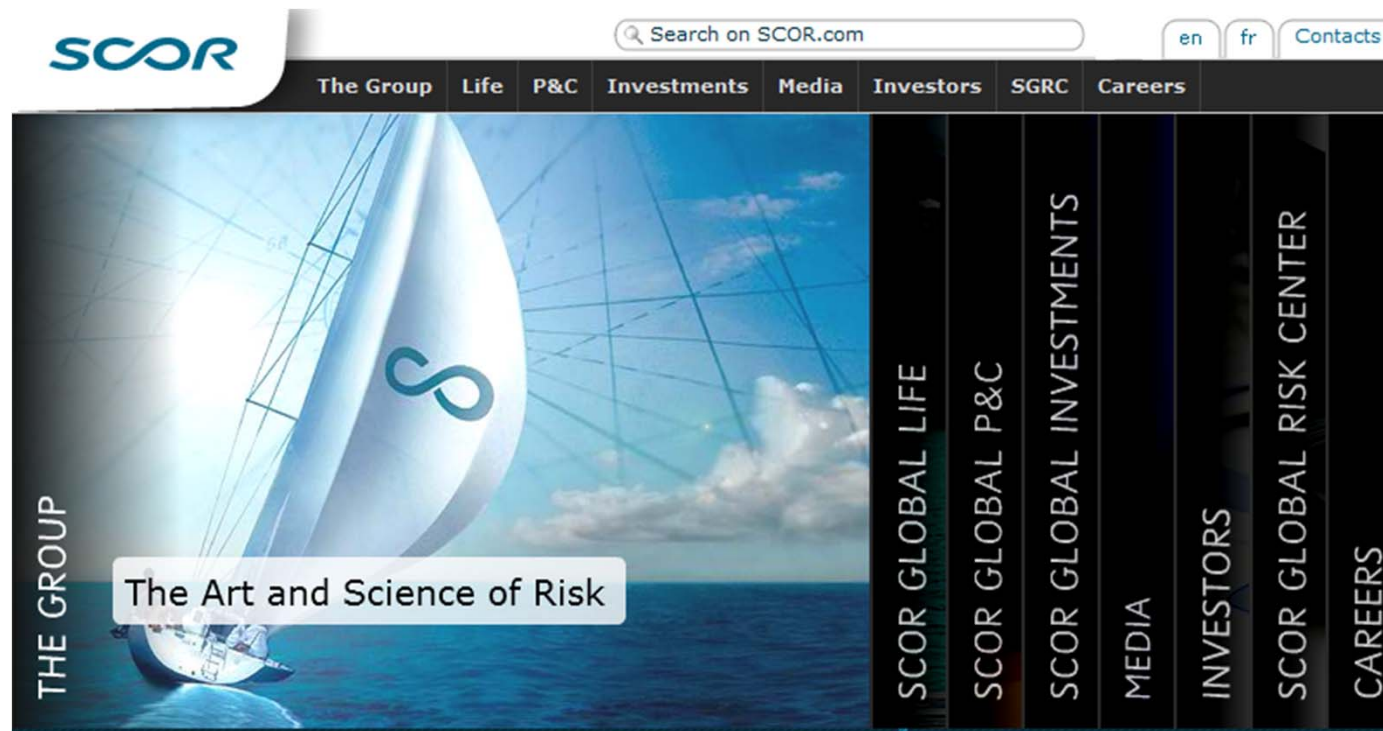 SCOR
Search on SCOR.com
en fr Contacts
The Group Life P&C Investments Media Investors SGRC Careers
THE GROUP
The Art and Science of Risk
SCOR GLOBAL LIFE
SCOR GLOBAL P&C
SCOR GLOBAL INVESTMENTS
MEDIA
INVESTORS
SCOR GLOBAL RISK CENTER
CAREERS